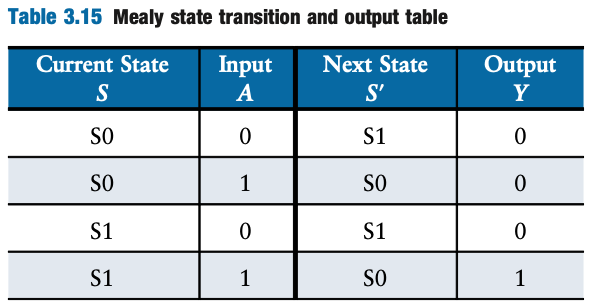 Table 3.15 Mealy state transition and output table
Current State Input Next State Output
S A S′ Y
S0 0 S1 0
S0 1 S0 0
S1 0 S1 0
S1 1 S0 1